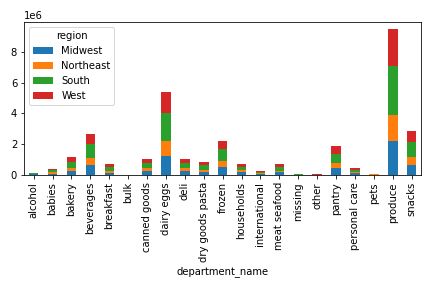 1e6
region
Midwest
Northeast
South
West
8
6
4
2
0
alcohol
babies
bakery
beverages
breakfast
bulk
canned goods
dairy eggs
deli
dry goods pasta
frozen
households
international
meat seafood
missing
other
pantry
personal care
pets
produce
snacks
department_name